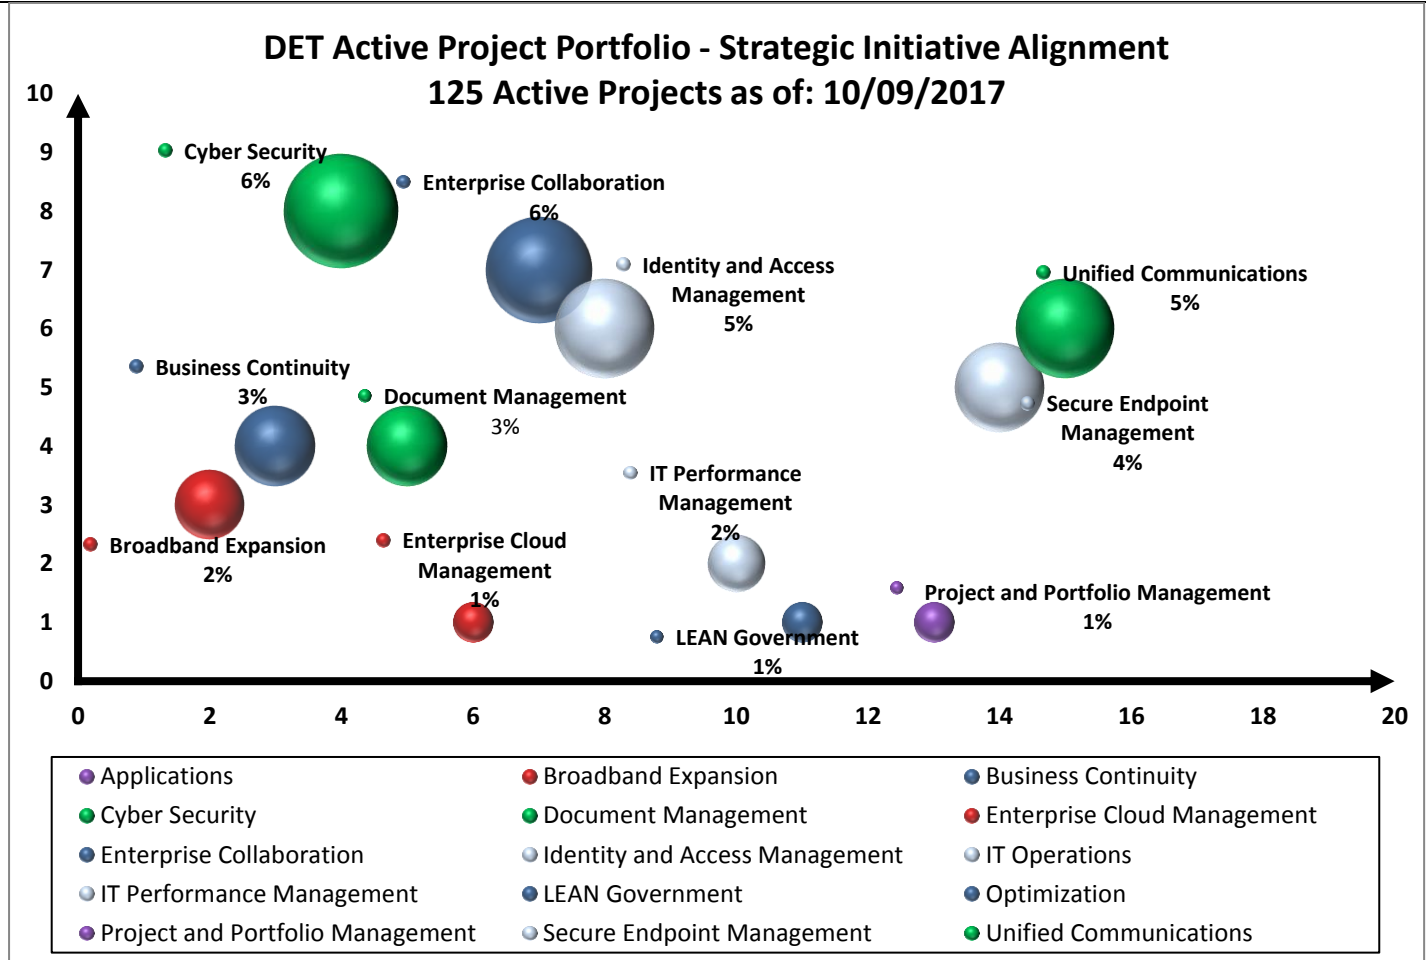 DET Active Project Portfolio - Strategic Initiative Alignment
125 Active Projects as of: 10/09/2017
10
9
8
7
6
5
4
3
2
1
0
Cyber Security
6%
Enterprise Collaboration
6%
Identity and Access
Management
5%
Unified Communications
5%
Business Continuity
3%
Document Management
3%
Secure Endpoint
Management
4%
IT Performance
Management
2%
Broadband Expansion
2%
Enterprise Cloud
Management
1%
Project and Portfolio Management
1%
LEAN Government
1%
0 2 4 6 8 10 12 14 16 18 20
Applications Broadband Expansion Business Continuity
Cyber Security Document Management Enterprise Cloud Management
Enterprise Collaboration Identity and Access Management IT Operations
IT Performance Management LEAN Government Optimization
Project and Portfolio Management Secure Endpoint Management Unified Communications